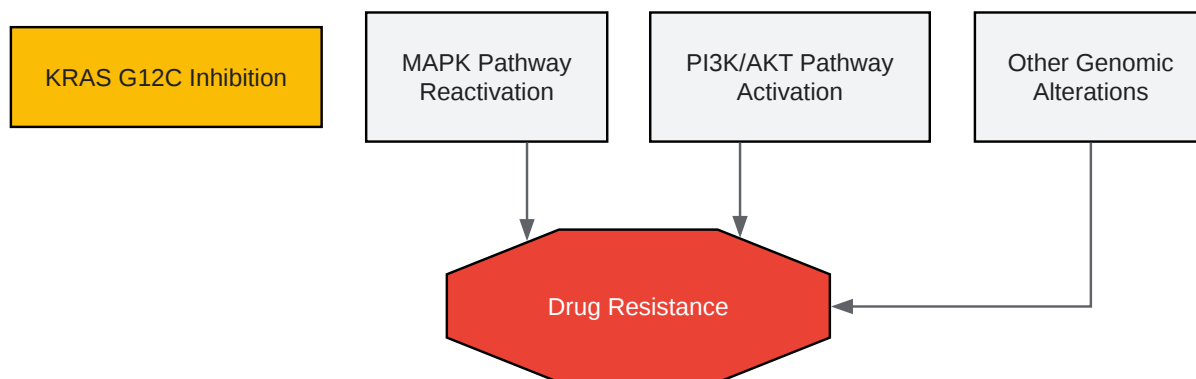 KRAS G12C Inhibition
MAPK Pathway
Reactivation
PI3K/AKT Pathway
Activation
Other Genomic
Alterations
Drug Resistance